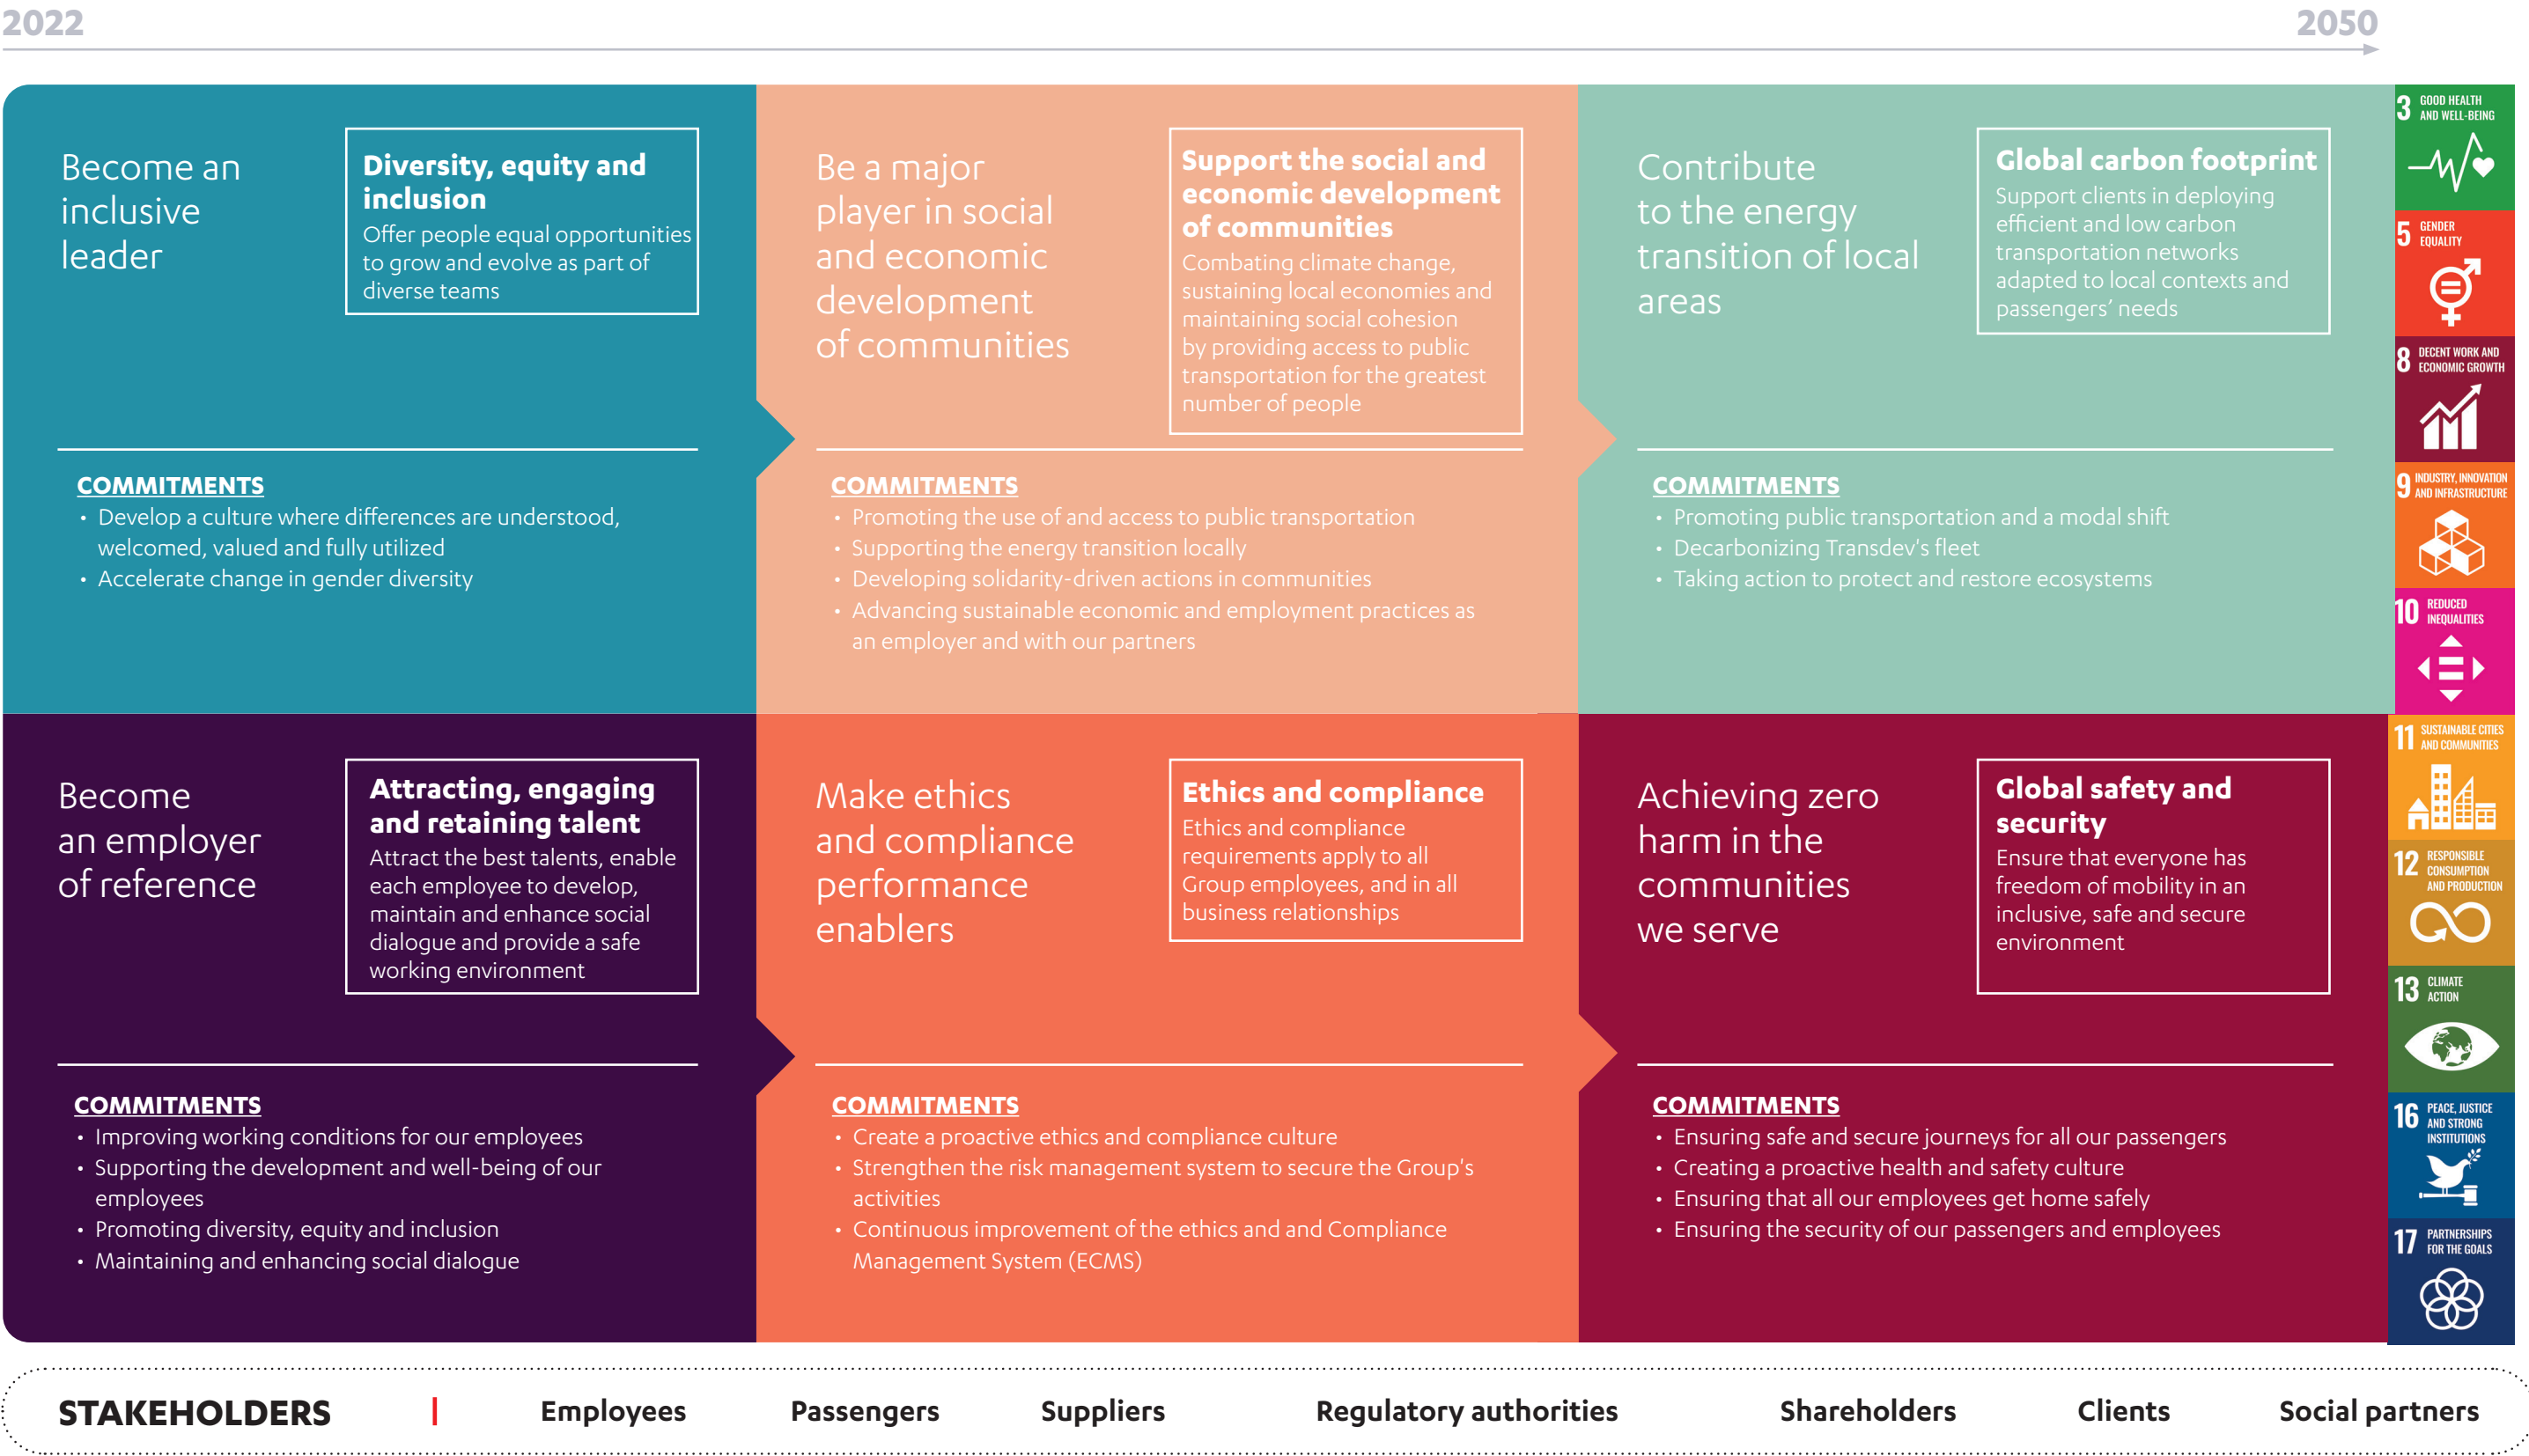 2022
2050
Become an
inclusive
leader
Diversity, equity and
inclusion
Offer people equal opportunities
to grow and evolve as part of
diverse teams
COMMITMENTS
• Develop a culture where differences are understood,
welcomed, valued and fully utilized
• Accelerate change in gender diversity
Be a major
player in social
and economic
development
of communities
Support the social and
economic development
of communities
Combating climate change,
sustaining local economies and
maintaining social cohesion
by providing access to public
transportation for the greatest
number of people
COMMITMENTS
• Promoting the use of and access to public transportation
• Supporting the energy transition locally
• Developing solidarity-driven actions in communities
• Advancing sustainable economic and employment practices as
an employer and with our partners
Contribute
to the energy
transition of local
areas
Global carbon footprint
Support clients in deploying
efficient and low carbon
transportation networks
adapted to local contexts and
passengers’ needs
COMMITMENTS
• Promoting public transportation and a modal shift
• Decarbonizing Transdev's fleet
• Taking action to protect and restore ecosystems
Become
an employer
of reference
Attracting, engaging
and retaining talent
Attract the best talents, enable
each employee to develop,
maintain and enhance social
dialogue and provide a safe
working environment
COMMITMENTS
• Improving working conditions for our employees
• Supporting the development and well-being of our
employees
• Promoting diversity, equity and inclusion
• Maintaining and enhancing social dialogue
Make ethics
and compliance
performance
enablers
Ethics and compliance
Ethics and compliance
requirements apply to all
Group employees, and in all
business relationships
COMMITMENTS
• Create a proactive ethics and compliance culture
• Strengthen the risk management system to secure the Group's
activities
• Continuous improvement of the ethics and and Compliance
Management System (ECMS)
Achieving zero
harm in the
communities
we serve
Global safety and
security
Ensure that everyone has
freedom of mobility in an
inclusive, safe and secure
environment
COMMITMENTS
• Ensuring safe and secure journeys for all our passengers
• Creating a proactive health and safety culture
• Ensuring that all our employees get home safely
• Ensuring the security of our passengers and employees
3 GOOD HEALTH
AND WELL-BEING
5 GENDER
EQUALITY
8 DECENT WORK AND
ECONOMIC GROWTH
9 INDUSTRY, INNOVATION
AND INFRASTRUCTURE
10 REDUCED
INEQUALITIES
11 SUSTAINABLE CITIES
AND COMMUNITIES
12 RESPONSIBLE
CONSUMPTION
AND PRODUCTION
13 CLIMATE
ACTION
16 PEACE, JUSTICE
AND STRONG
INSTITUTIONS
17 PARTNERSHIPS
FOR THE GOALS
STAKEHOLDERS | Employees Passengers Suppliers Regulatory authorities Shareholders Clients Social partners